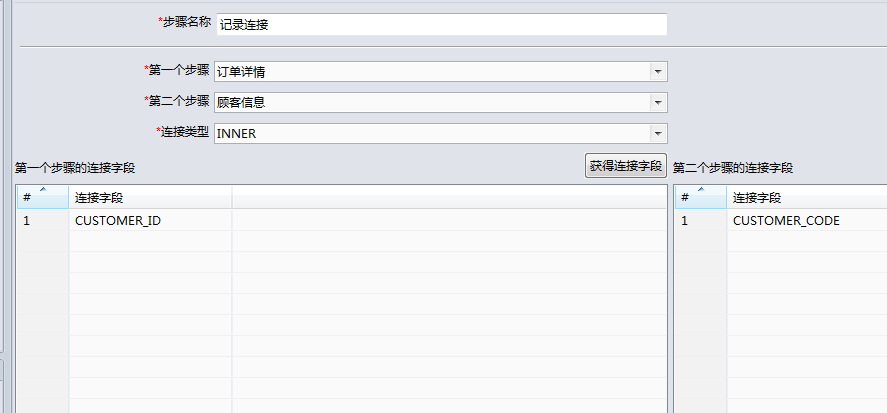 *步骤名称 记录连接
*第一个步骤 订单详情
*第二个步骤 顾客信息
*连接类型 INNER
第一个步骤的连接字段 获得连接字段 第二个步骤的连接字段
# 连接字段 # 连接字段
1 CUSTOMER_ID 1 CUSTOMER_CODE